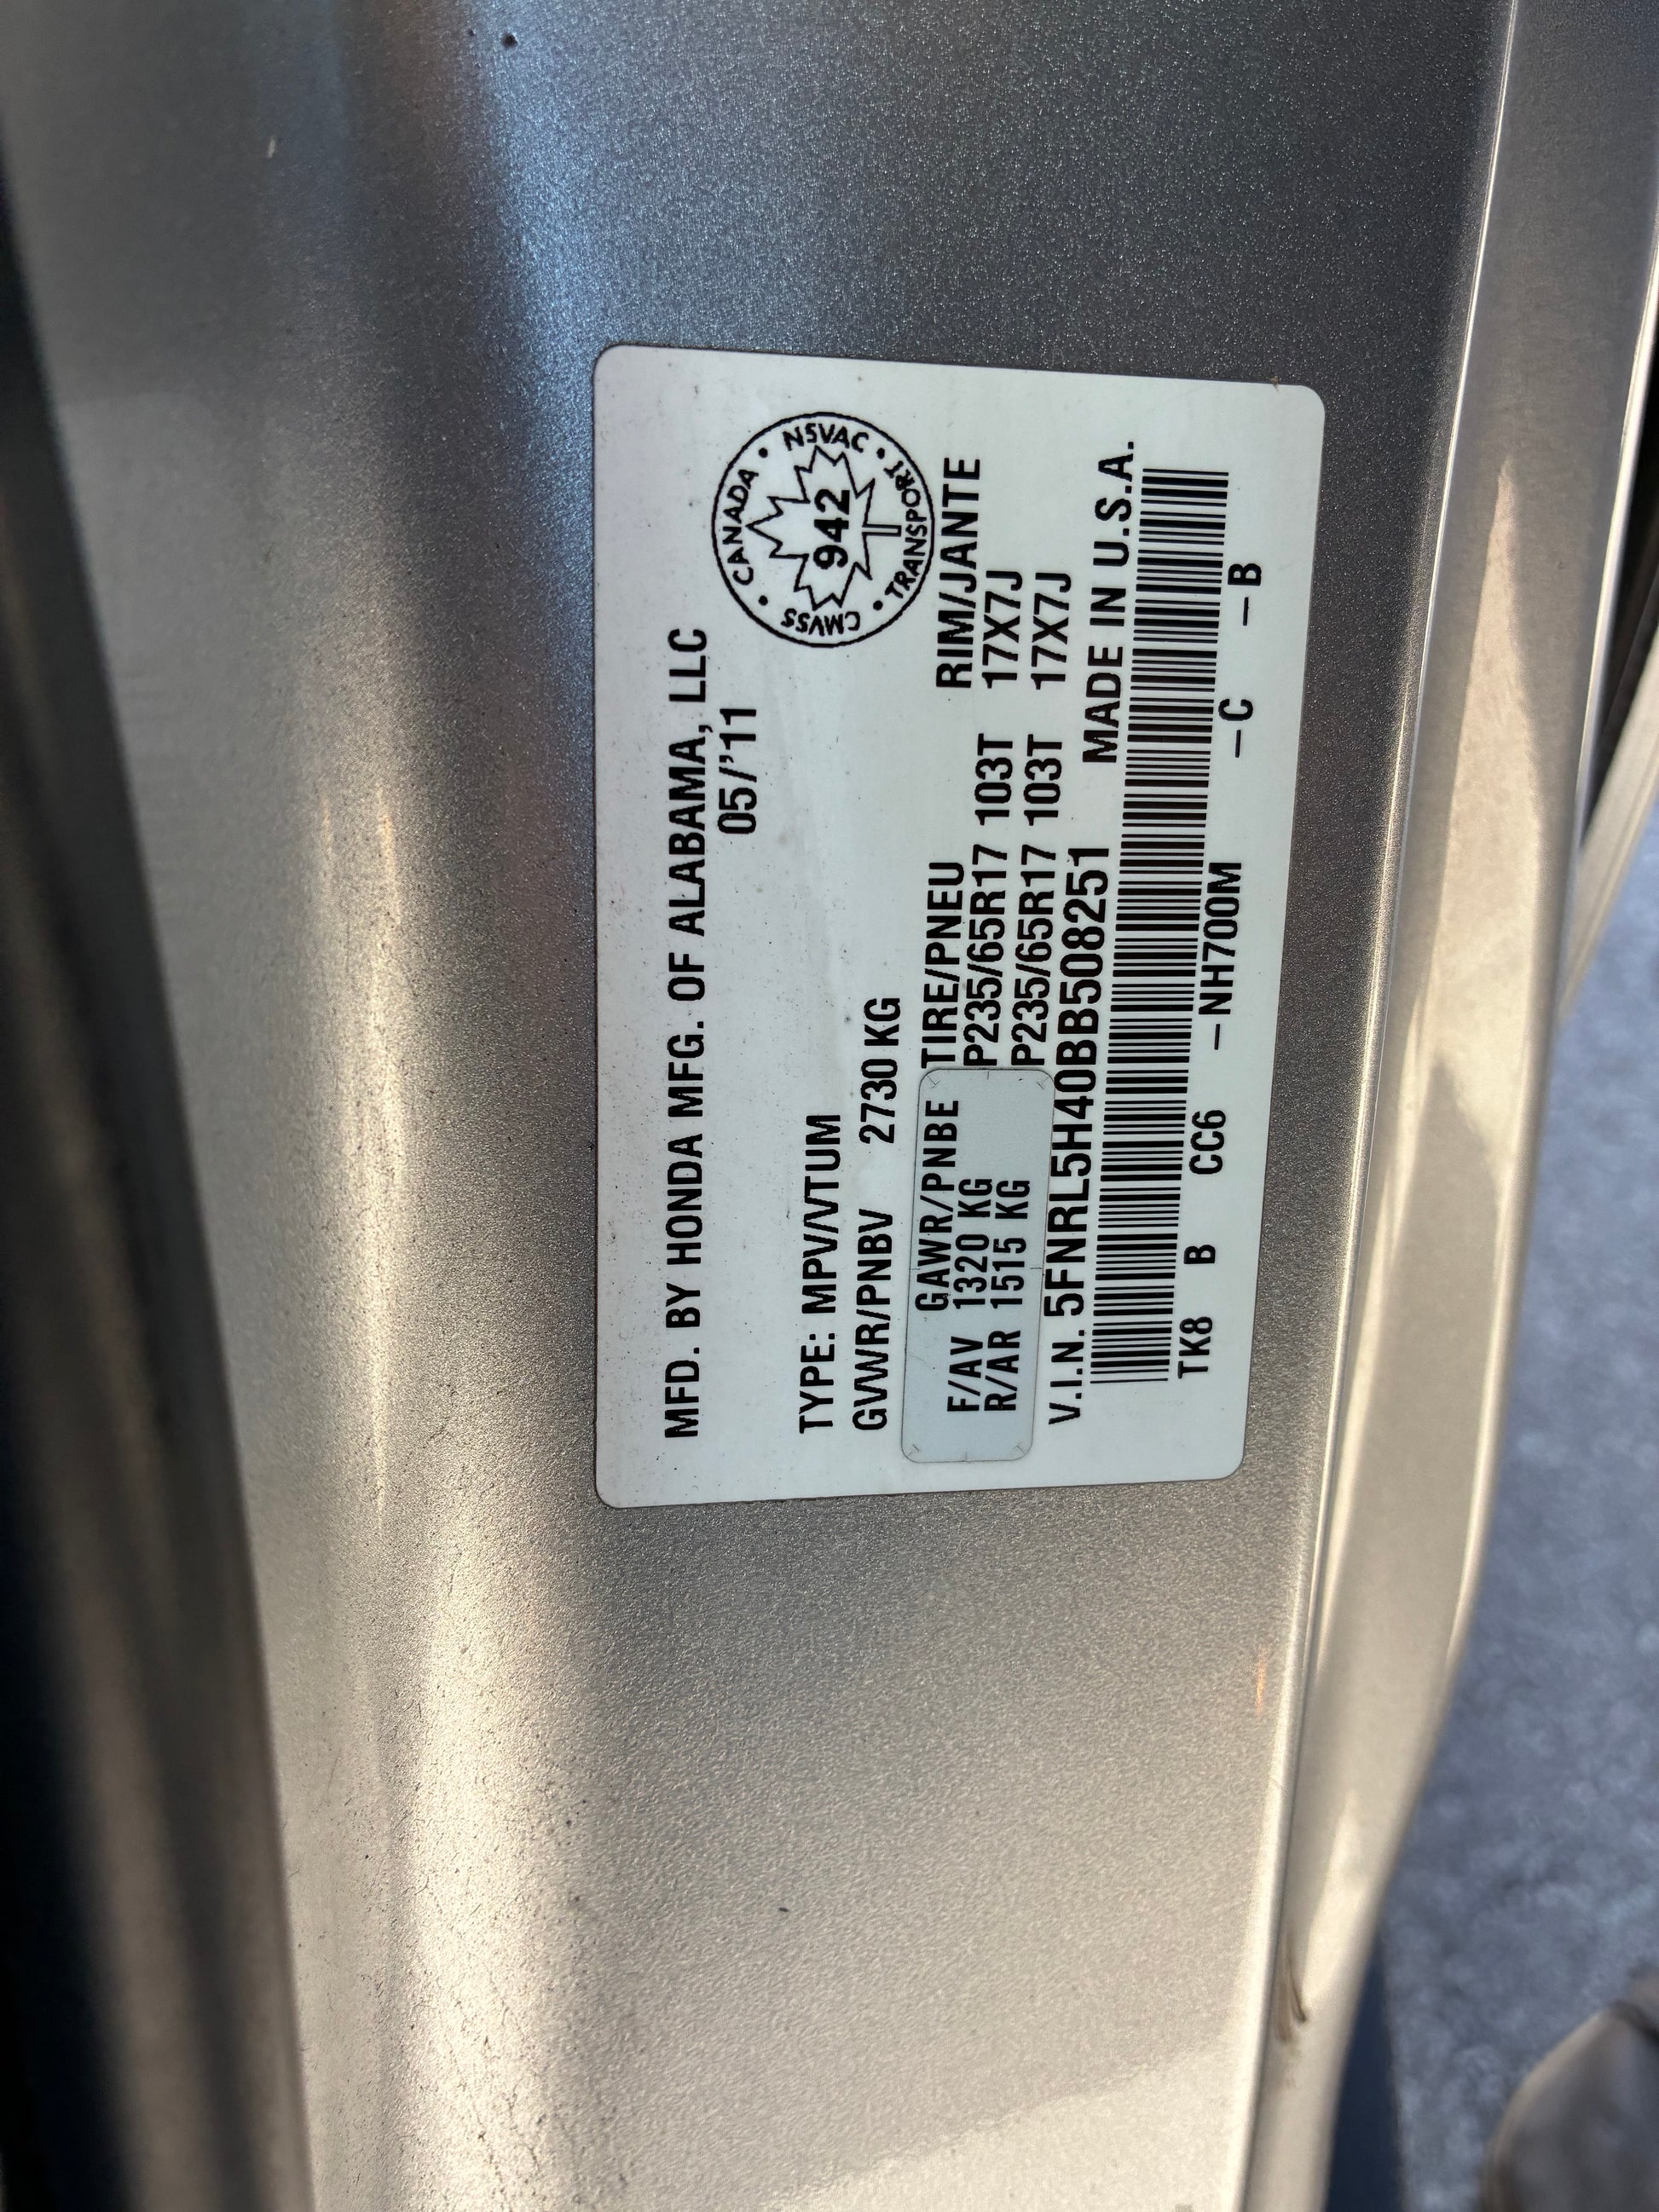 MFD. BY HONDA MFG. OF ALABAMA, LLC
05/'11
CANADA • NSVAC • TRANSPORT • CMVSS •
942
TYPE: MPV/VTUM
GVWR/PNBV 2730 KG
GAWR/PNBE TIRE/PNEU RIM/JANTE
F/AV 1320 KG P235/65R17 103T 17X7J
R/AR 1515 KG P235/65R17 103T 17X7J
V.I.N. 5FNRL5H40BB508251 MADE IN U.S.A.
TK8 B CC6 –NH700M –C –B